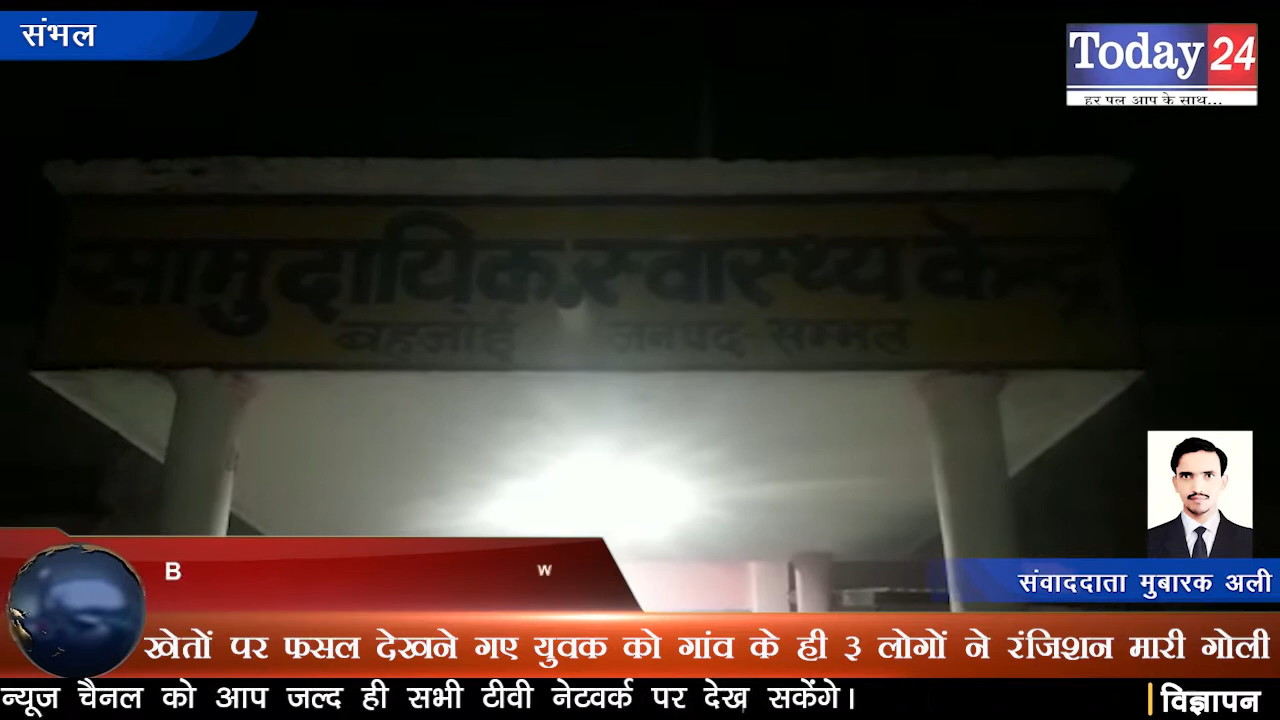 संभल
Today 24
हर पल आप के साथ...
सामुदायिक स्वास्थ्य केन्द्र
बहजोई जनपद-सम्भल
संवाददाता मुबारक अली
B w
खेतों पर फसल देखने गए युवक को गांव के ही ३ लोगों ने रंजिशन मारी गोली
न्यूज चैनल को आप जल्द ही सभी टीवी नेटवर्क पर देख सकेंगे।
विज्ञापन